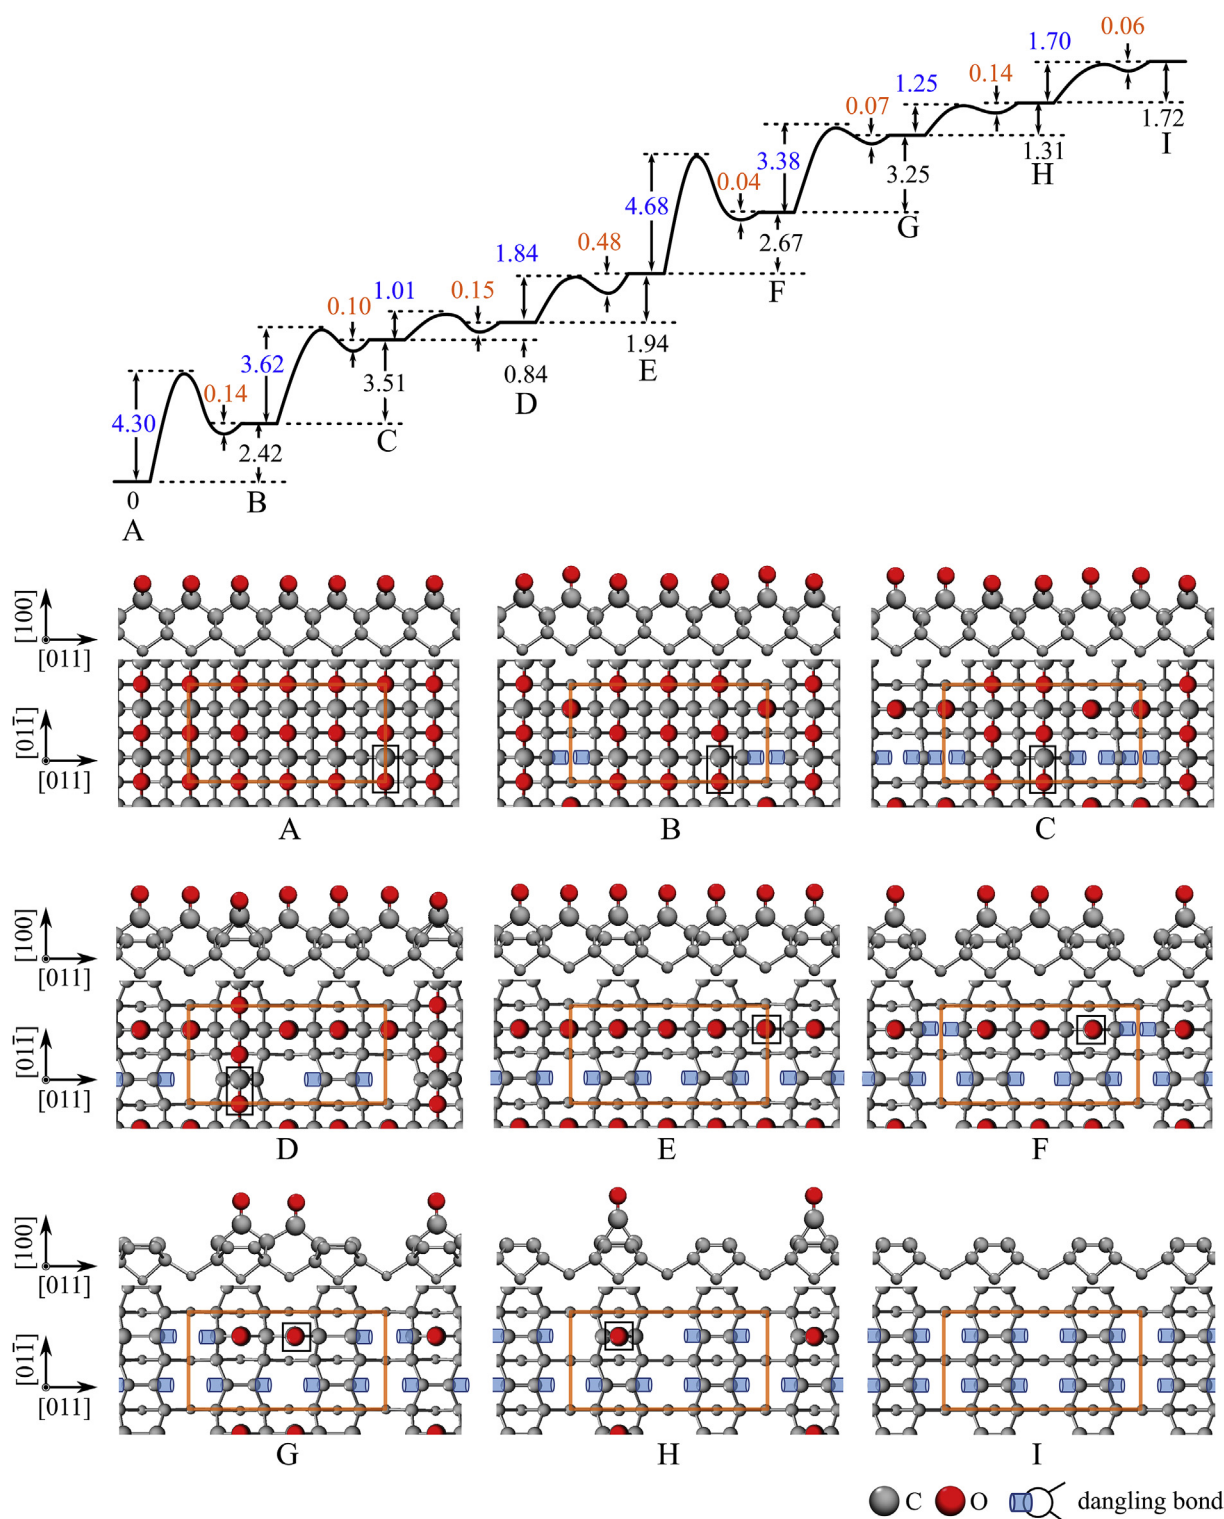 0.06
1.70
0.14
1.25
0.07
1.72
I
3.38
1.31
H
4.68
0.04
3.25
G
1.84
0.48
2.67
F
1.01
0.15
0.10
1.94
E
3.62
3.51
0.84
D
0.14
4.30
2.42
C
0
B
A
[100]
[011]
[011̄]
[011]
A
B
C
[100]
[011]
[011̄]
[011]
D
E
F
[100]
[011]
[011̄]
[011]
G
H
I
C O dangling bond